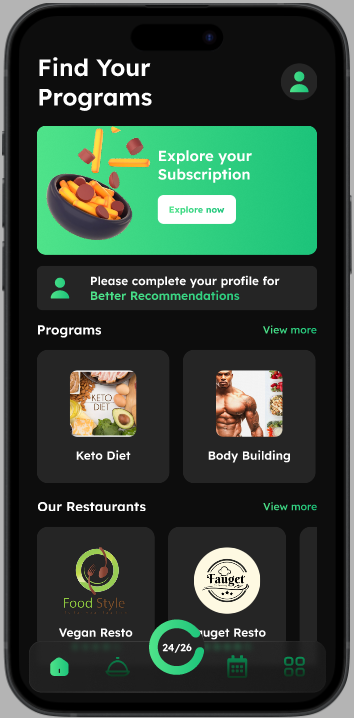 Find Your
Programs
Explore your
Subscription
Explore now
Please complete your profile for
Better Recommendations
Programs
View more
KETO
DIET
Keto Diet
Body Building
Our Restaurants
View more
Food Style
Fauget
Vegan Resto
auget Resto
24/26